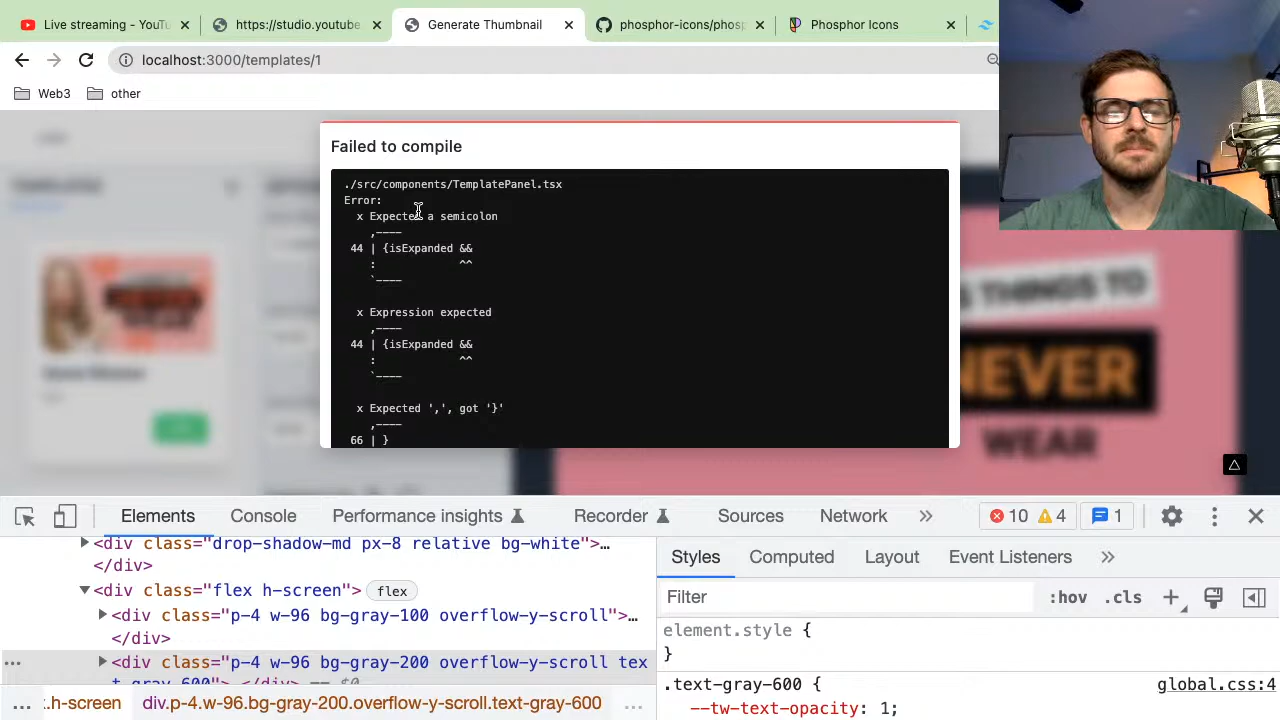 Live streaming - YouT
https://studio.youtube.
Generate Thumbnail
phosphor-icons/phosp
Phosphor Icons
localhost:3000/templates/1
Web3
other
Failed to compile
./src/components/TemplatePanel.tsx
Error:
x Expected a semicolon
,----
44 | {isExpanded &&
: ^^
`----
x Expression expected
,----
44 | {isExpanded &&
: ^^
`----
x Expected ',', got '}'
,----
66 | }
TEMPLATES
THINGS TO
NEVER
WEAR
Elements
Console
Performance insights
Recorder
Sources
Network
10
4
1
<div class="drop-shadow-md px-8 relative bg-white">…
</div>
<div class="flex h-screen">
flex
<div class="p-4 w-96 bg-gray-100 overflow-y-scroll">…
</div>
<div class="p-4 w-96 bg-gray-200 overflow-y-scroll tex
t-gray-600">…</div> == $0
… .h-screen div.p-4.w-96.bg-gray-200.overflow-y-scroll.text-gray-600 …
Styles
Computed
Layout
Event Listeners
Filter
:hov
.cls
element.style {
}
.text-gray-600 {
global.css:4
--tw-text-opacity: 1;